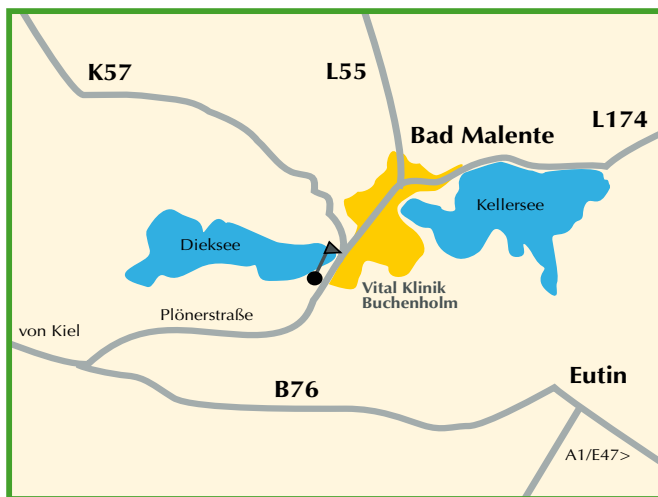 K57
L55
L174
Bad Malente
Kellersee
Dieksee
Vital Klinik
Buchenholm
Plönerstraße
von Kiel
B76
Eutin
A1/E47>